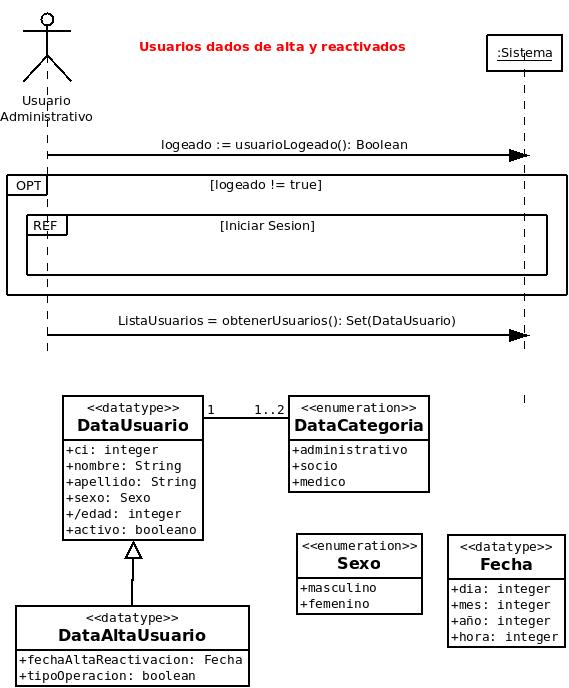 Usuarios dados de alta y reactivados
:Sistema
Usuario
Administrativo
logeado := usuarioLogeado(): Boolean
OPT
[logeado != true]
REF
[Iniciar Sesion]
ListaUsuarios = obtenerUsuarios(): Set(DataUsuario)
<<datatype>>
DataUsuario
+ci: integer
+nombre: String
+apellido: String
+sexo: Sexo
+/edad: integer
+activo: booleano
1
1..2
<<enumeration>>
DataCategoria
+administrativo
+socio
+medico
<<enumeration>>
Sexo
+masculino
+femenino
<<datatype>>
Fecha
+dia: integer
+mes: integer
+año: integer
+hora: integer
<<datatype>>
DataAltaUsuario
+fechaAltaReactivacion: Fecha
+tipoOperacion: boolean